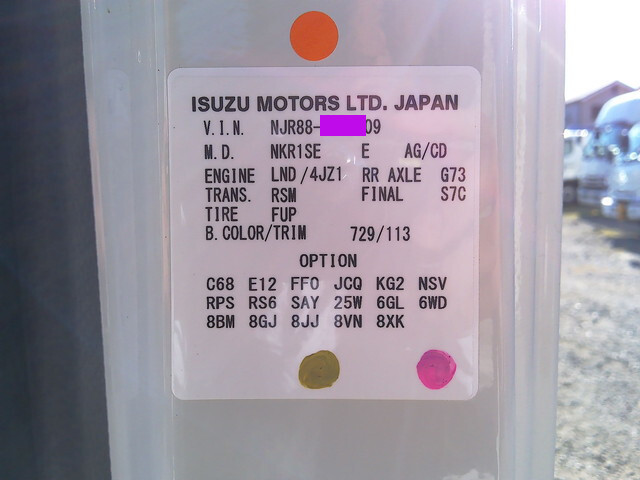 ISUZU MOTORS LTD. JAPAN
V.I.N. NJR88-09
M.D. NKR1SE E AG/CD
ENGINE LND/4JZ1 RR AXLE G73
TRANS. RSM FINAL S7C
TIRE FUP
B.COLOR/TRIM 729/113
OPTION
C68 E12 FF0 JCQ KG2 NSV
RPS RS6 SAY 25W 6GL 6WD
8BM 8GJ 8JJ 8VN 8XK